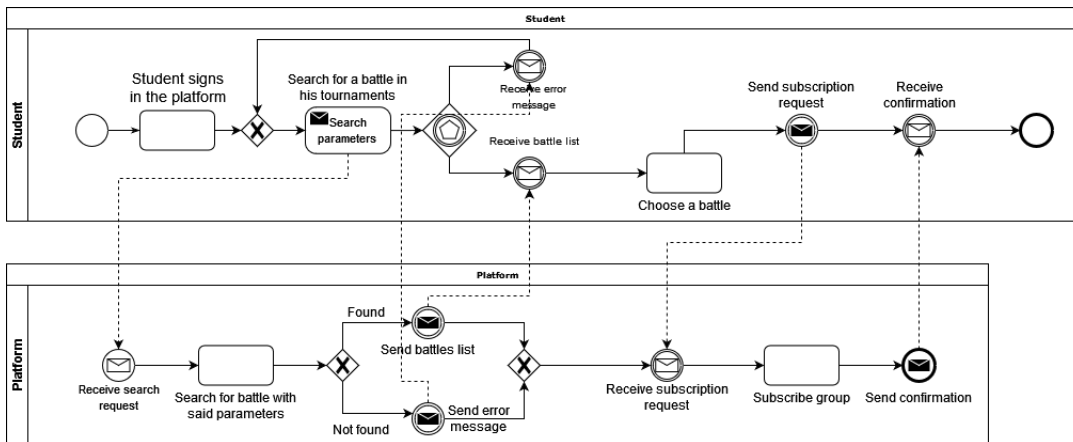 Student
Student
Student signs
in the platform
Search for a battle in
his tournaments
Search
parameters
Receive error
message
Receive battle list
Choose a battle
Send subscription
request
Receive
confirmation
Platform
Platform
Receive search
request
Search for battle with
said parameters
Found
Not found
Send battles list
Send error
message
Receive subscription
request
Subscribe group
Send confirmation